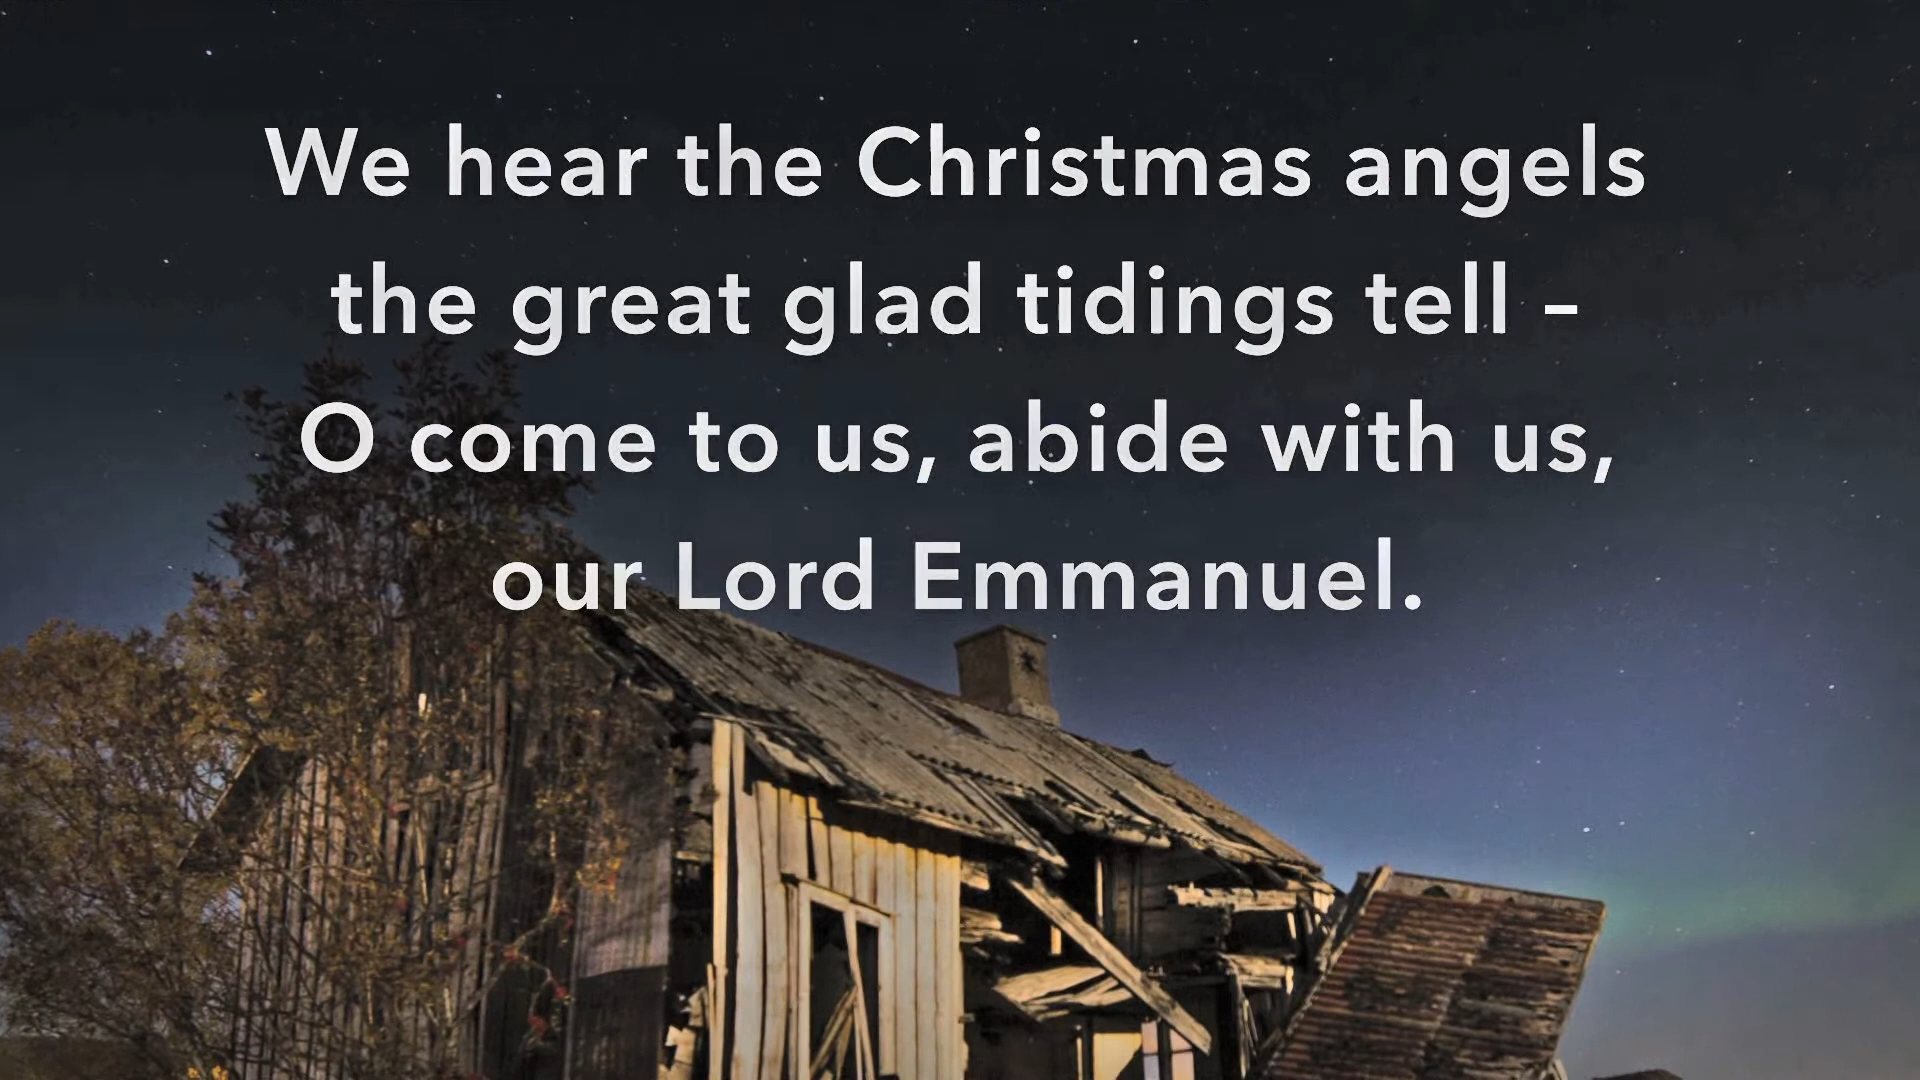 We hear the Christmas angels
the great glad tidings tell –
O come to us, abide with us,
our Lord Emmanuel.